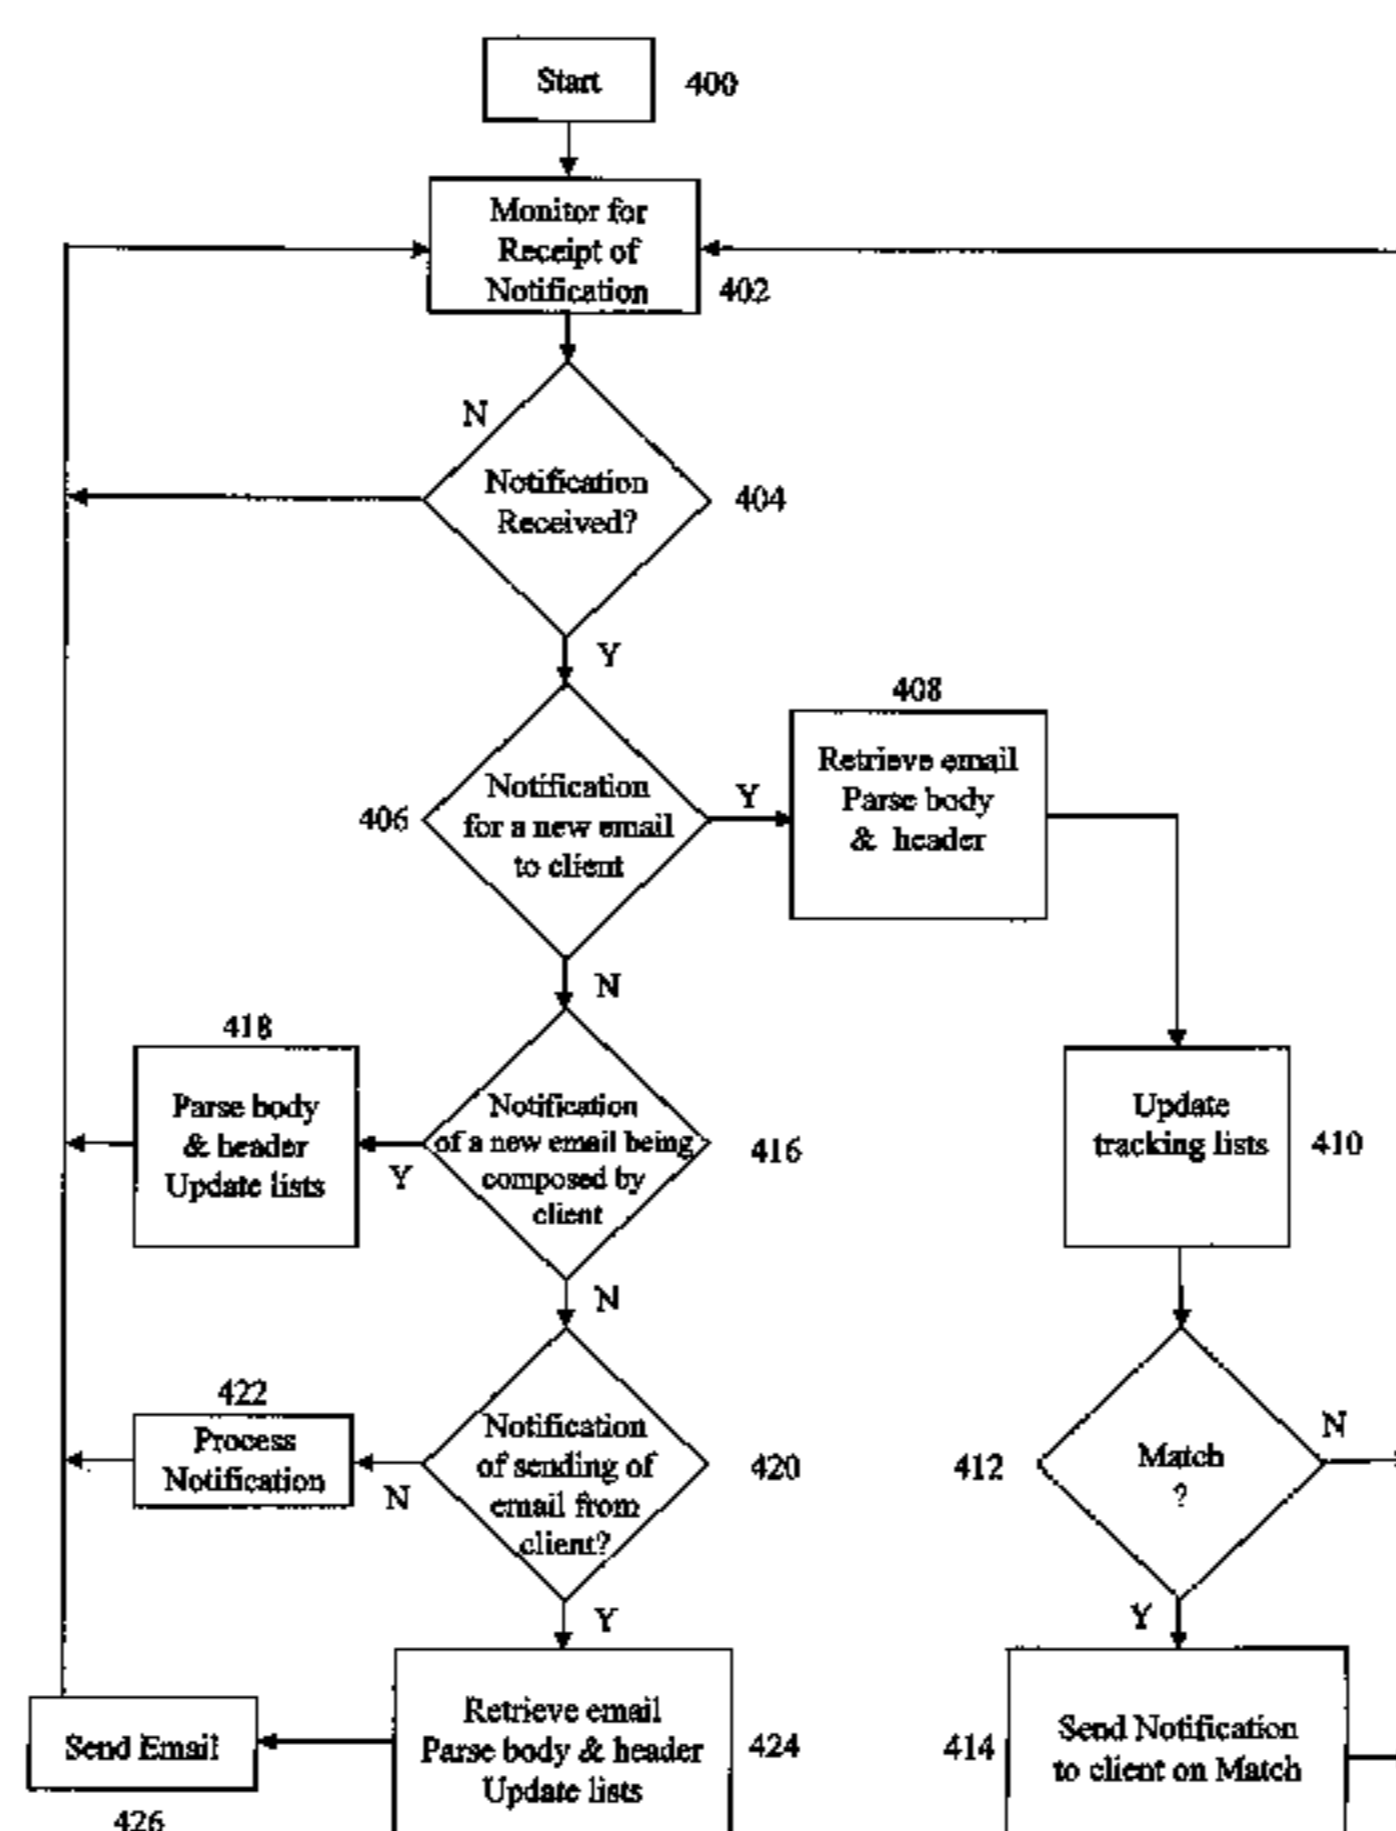 Start
400
Monitor for
Receipt of
Notification
402
N
Notification
Received?
404
Y
408
Retrieve email
Parse body
& header
406
Notification
for a new email
to client
Y
N
418
Parse body
& header
Update lists
Y
Notification
of a new email being
composed by
client
416
Update
tracking lists
410
N
422
Process
Notification
N
Notification
of sending of
email from
client?
420
412
Match
?
N
Y
Y
Send Email
426
Retrieve email
Parse body & header
Update lists
424
414
Send Notification
to client on Match